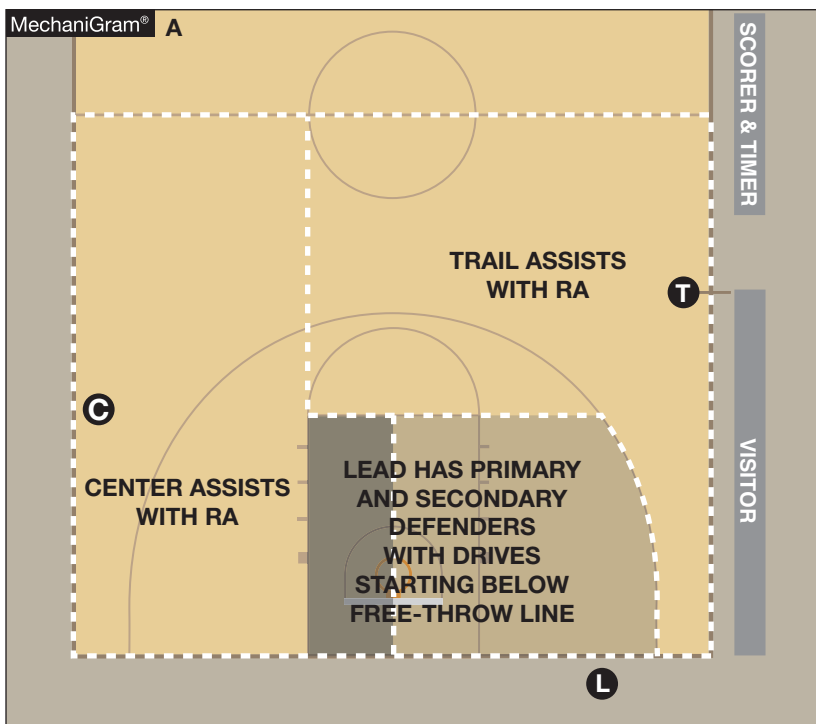 MechaniGram® A
SCORER & TIMER
TRAIL ASSISTS
WITH RA
T
C
VISITOR
CENTER ASSISTS
WITH RA
LEAD HAS PRIMARY
AND SECONDARY
DEFENDERS
WITH DRIVES
STARTING BELOW
FREE-THROW LINE
L